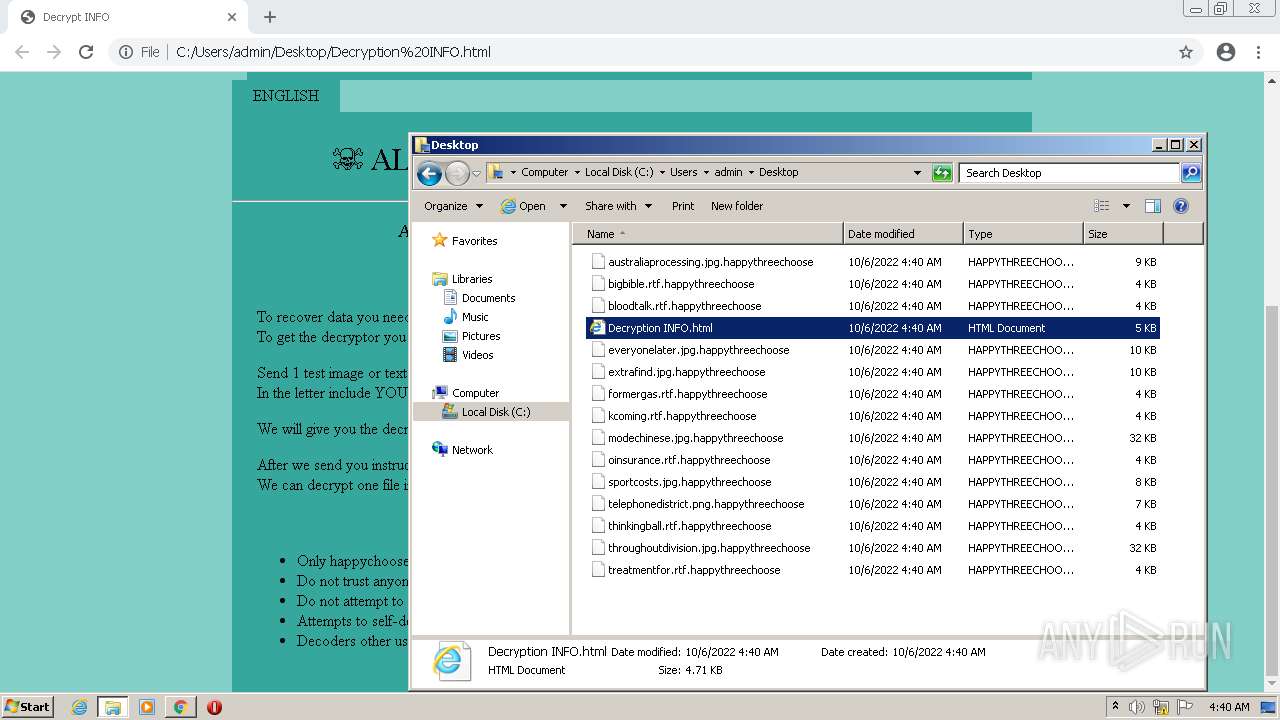 Decrypt INFO
File
C:/Users/admin/Desktop/Decryption%20INFO.html
ENGLISH
☠ AL
A
To recover data you need
To get the decryptor you
Send 1 test image or text
In the letter include YOU
We will give you the decr
After we send you instruc
We can decrypt one file i
• Only happychoose
• Do not trust anyon
• Do not attempt to
• Attempts to self-de
• Decoders other us
Desktop
Computer Local Disk (C:) Users admin Desktop
Search Desktop
Organize Open Share with Print New folder
Favorites
Libraries
Documents
Music
Pictures
Videos
Computer
Local Disk (C:)
Network
Name Date modified Type Size
australiaprocessing.jpg.happythreechoose 10/6/2022 4:40 AM HAPPYTHREECHOO... 9 KB
bigbible.rtf.happythreechoose 10/6/2022 4:40 AM HAPPYTHREECHOO... 4 KB
bloodtalk.rtf.happythreechoose 10/6/2022 4:40 AM HAPPYTHREECHOO... 4 KB
Decryption INFO.html 10/6/2022 4:40 AM HTML Document 5 KB
everyonelater.jpg.happythreechoose 10/6/2022 4:40 AM HAPPYTHREECHOO... 10 KB
extrafind.jpg.happythreechoose 10/6/2022 4:40 AM HAPPYTHREECHOO... 10 KB
formergas.rtf.happythreechoose 10/6/2022 4:40 AM HAPPYTHREECHOO... 4 KB
kcoming.rtf.happythreechoose 10/6/2022 4:40 AM HAPPYTHREECHOO... 4 KB
modechinese.jpg.happythreechoose 10/6/2022 4:40 AM HAPPYTHREECHOO... 32 KB
oinsurance.rtf.happythreechoose 10/6/2022 4:40 AM HAPPYTHREECHOO... 4 KB
sportcosts.jpg.happythreechoose 10/6/2022 4:40 AM HAPPYTHREECHOO... 8 KB
telephonedistrict.png.happythreechoose 10/6/2022 4:40 AM HAPPYTHREECHOO... 7 KB
thinkingball.rtf.happythreechoose 10/6/2022 4:40 AM HAPPYTHREECHOO... 4 KB
throughoutdivision.jpg.happythreechoose 10/6/2022 4:40 AM HAPPYTHREECHOO... 32 KB
treatmentfor.rtf.happythreechoose 10/6/2022 4:40 AM HAPPYTHREECHOO... 4 KB
Decryption INFO.html Date modified: 10/6/2022 4:40 AM Date created: 10/6/2022 4:40 AM
HTML Document Size: 4.71 KB
ANY RUN
Start
4:40 AM